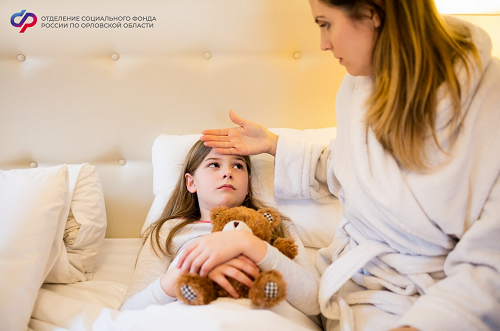 ОТДЕЛЕНИЕ СОЦИАЛЬНОГО ФОНДА
РОССИИ ПО ОРЛОВСКОЙ ОБЛАСТИ